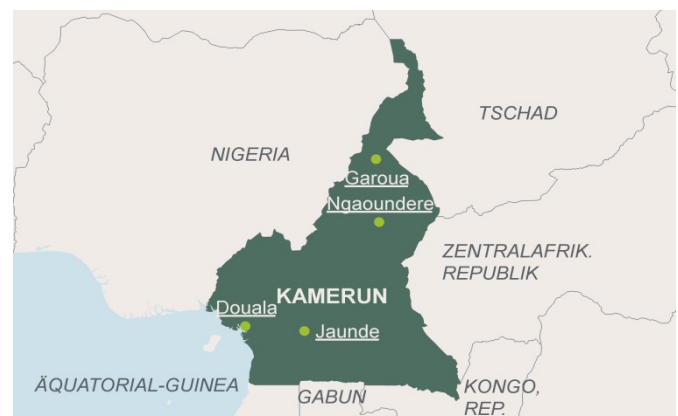 TSCHAD
NIGERIA
Garoua
Ngaoundere
ZENTRALAFRIK.
REPUBLIK
KAMERUN
Douala
Jaunde
ÄQUATORIAL-GUINEA
GABUN
KONGO,
REP.